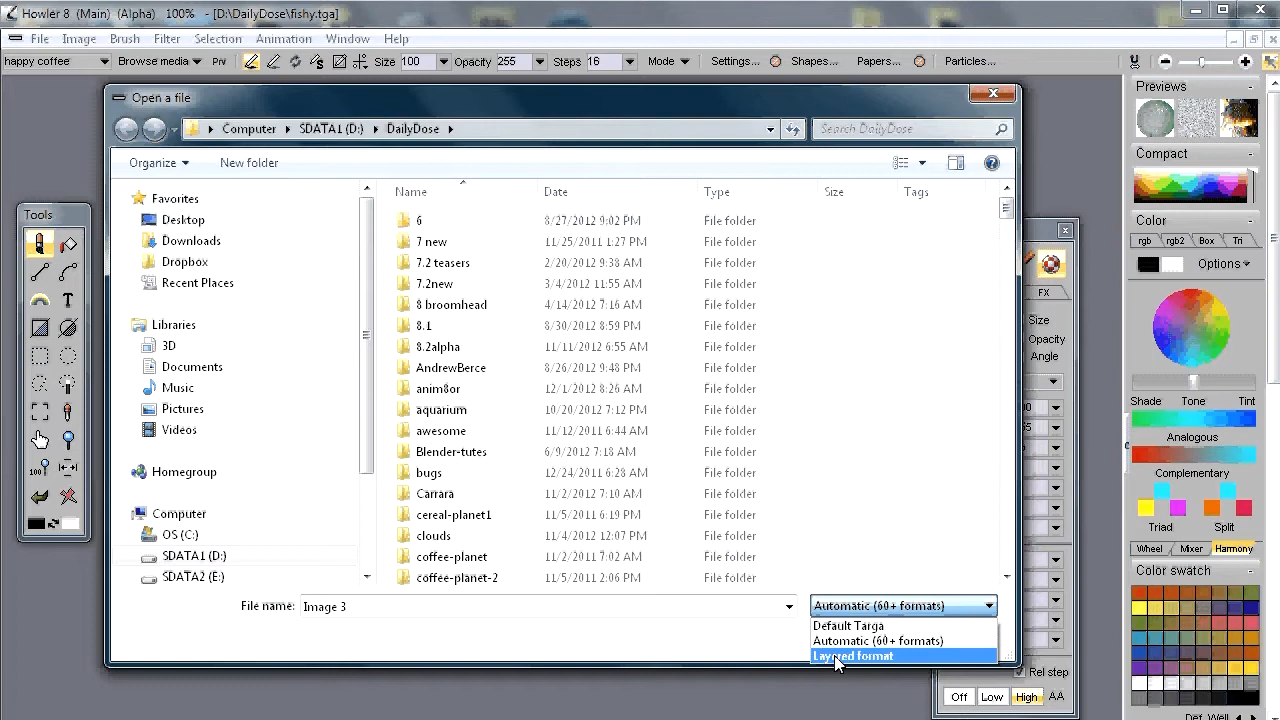 Howler 8 (Main) (Alpha) 100% - [D:\DailyDose\fishy.tga]
File Image Brush Filter Selection Animation Window Help
happy coffee Browse media Size 100 Opacity 255 Step 16 Mode Settings... Shapes... Papers... Particles...
Open a file
Computer SDATA1 (D:) DailyDose Search DailyDose
Organize New folder
Favorites
Desktop
Downloads
Dropbox
Recent Places
Libraries
3D
Documents
Music
Pictures
Videos
Homegroup
Computer
OS (C:)
SDATA1 (D:)
SDATA2 (E:)
Name Date Type Size Tags
6 8/27/2012 9:02 PM File folder
7 new 11/25/2011 1:27 PM File folder
7.2 teasers 2/20/2012 9:38 AM File folder
7.2new 3/4/2012 11:55 AM File folder
8 broomhead 4/14/2012 7:16 AM File folder
8.1 8/30/2012 8:59 PM File folder
8.2alpha 11/11/2012 6:55 AM File folder
AndrewBerce 8/26/2012 9:48 PM File folder
anim8or 12/1/2012 8:26 AM File folder
aquarium 10/20/2012 7:12 PM File folder
awesome 11/12/2011 6:44 AM File folder
Blender-tutes 6/9/2012 7:18 AM File folder
bugs 12/24/2011 6:28 AM File folder
Carrara 11/2/2012 7:10 AM File folder
cereal-planet1 11/5/2011 6:19 PM File folder
clouds 11/4/2012 12:07 PM File folder
coffee-planet 11/2/2011 7:02 AM File folder
coffee-planet-2 11/5/2011 2:06 PM File folder
File name: Image 3 Automatic (60+ formats)
Default Targa
Automatic (60+ formats)
Layered format
Tools
T
100
FX
Size
Opacity
Angle
Rel step
Off Low High AA
Previews
Compact
Color
rgb rgb2 Box Tri
Options
Shade Tone Tint
Analogous
Complementary
Triad Split
Wheel Mixer Harmony
Color swatch
Def. Well